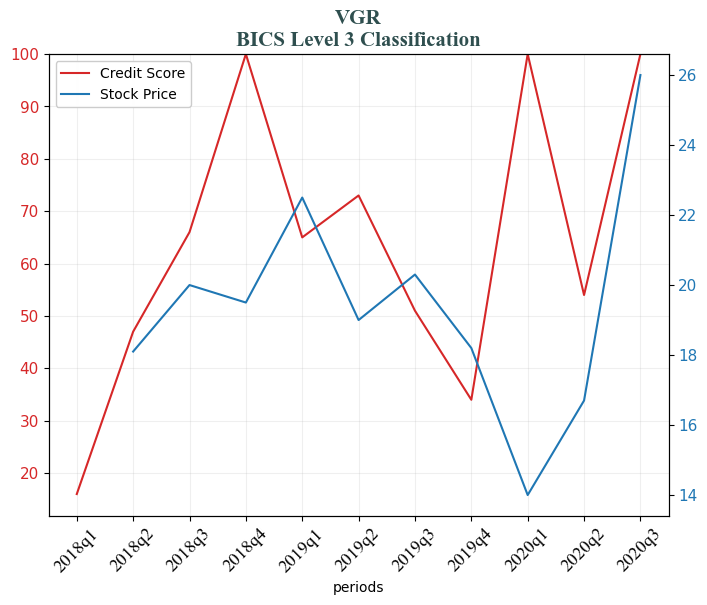 VGR
BICS Level 3 Classification
Credit Score
Stock Price
100
90
80
70
60
50
40
30
20
26
24
22
20
18
16
14
2018q1
2018q2
2018q3
2018q4
2019q1
2019q2
2019q3
2019q4
2020q1
2020q2
2020q3
periods